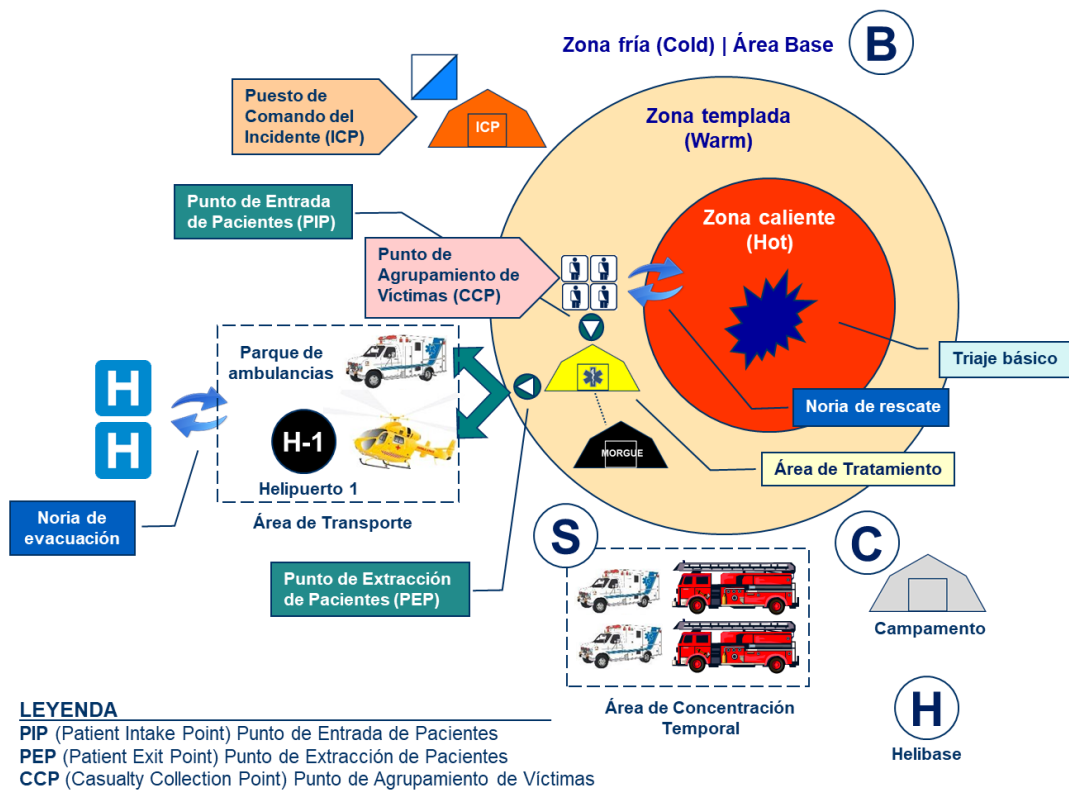 Zona fría (Cold) | Área Base
B
Puesto de
Comando del
Incidente (ICP)
ICP
Zona templada
(Warm)
Punto de Entrada
de Pacientes (PIP)
Zona caliente
(Hot)
Punto de
Agrupamiento de
Víctimas (CCP)
Parque de
ambulancias
H
H
H-1
Helipuerto 1
Área de Transporte
Triaje básico
Noria de rescate
MORGUE
Área de Tratamiento
Noria de
evacuación
Punto de Extracción
de Pacientes (PEP)
S
C
Campamento
Área de Concentración
Temporal
H
Helibase
LEYENDA
PIP (Patient Intake Point) Punto de Entrada de Pacientes
PEP (Patient Exit Point) Punto de Extracción de Pacientes
CCP (Casualty Collection Point) Punto de Agrupamiento de Víctimas